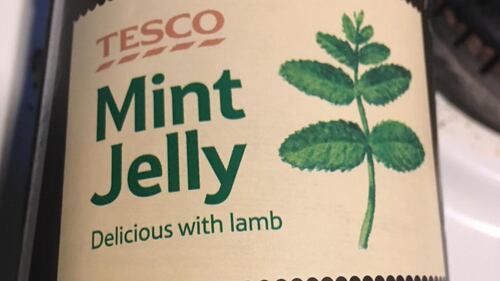 TESCO
Mint
Jelly
Delicious with lamb